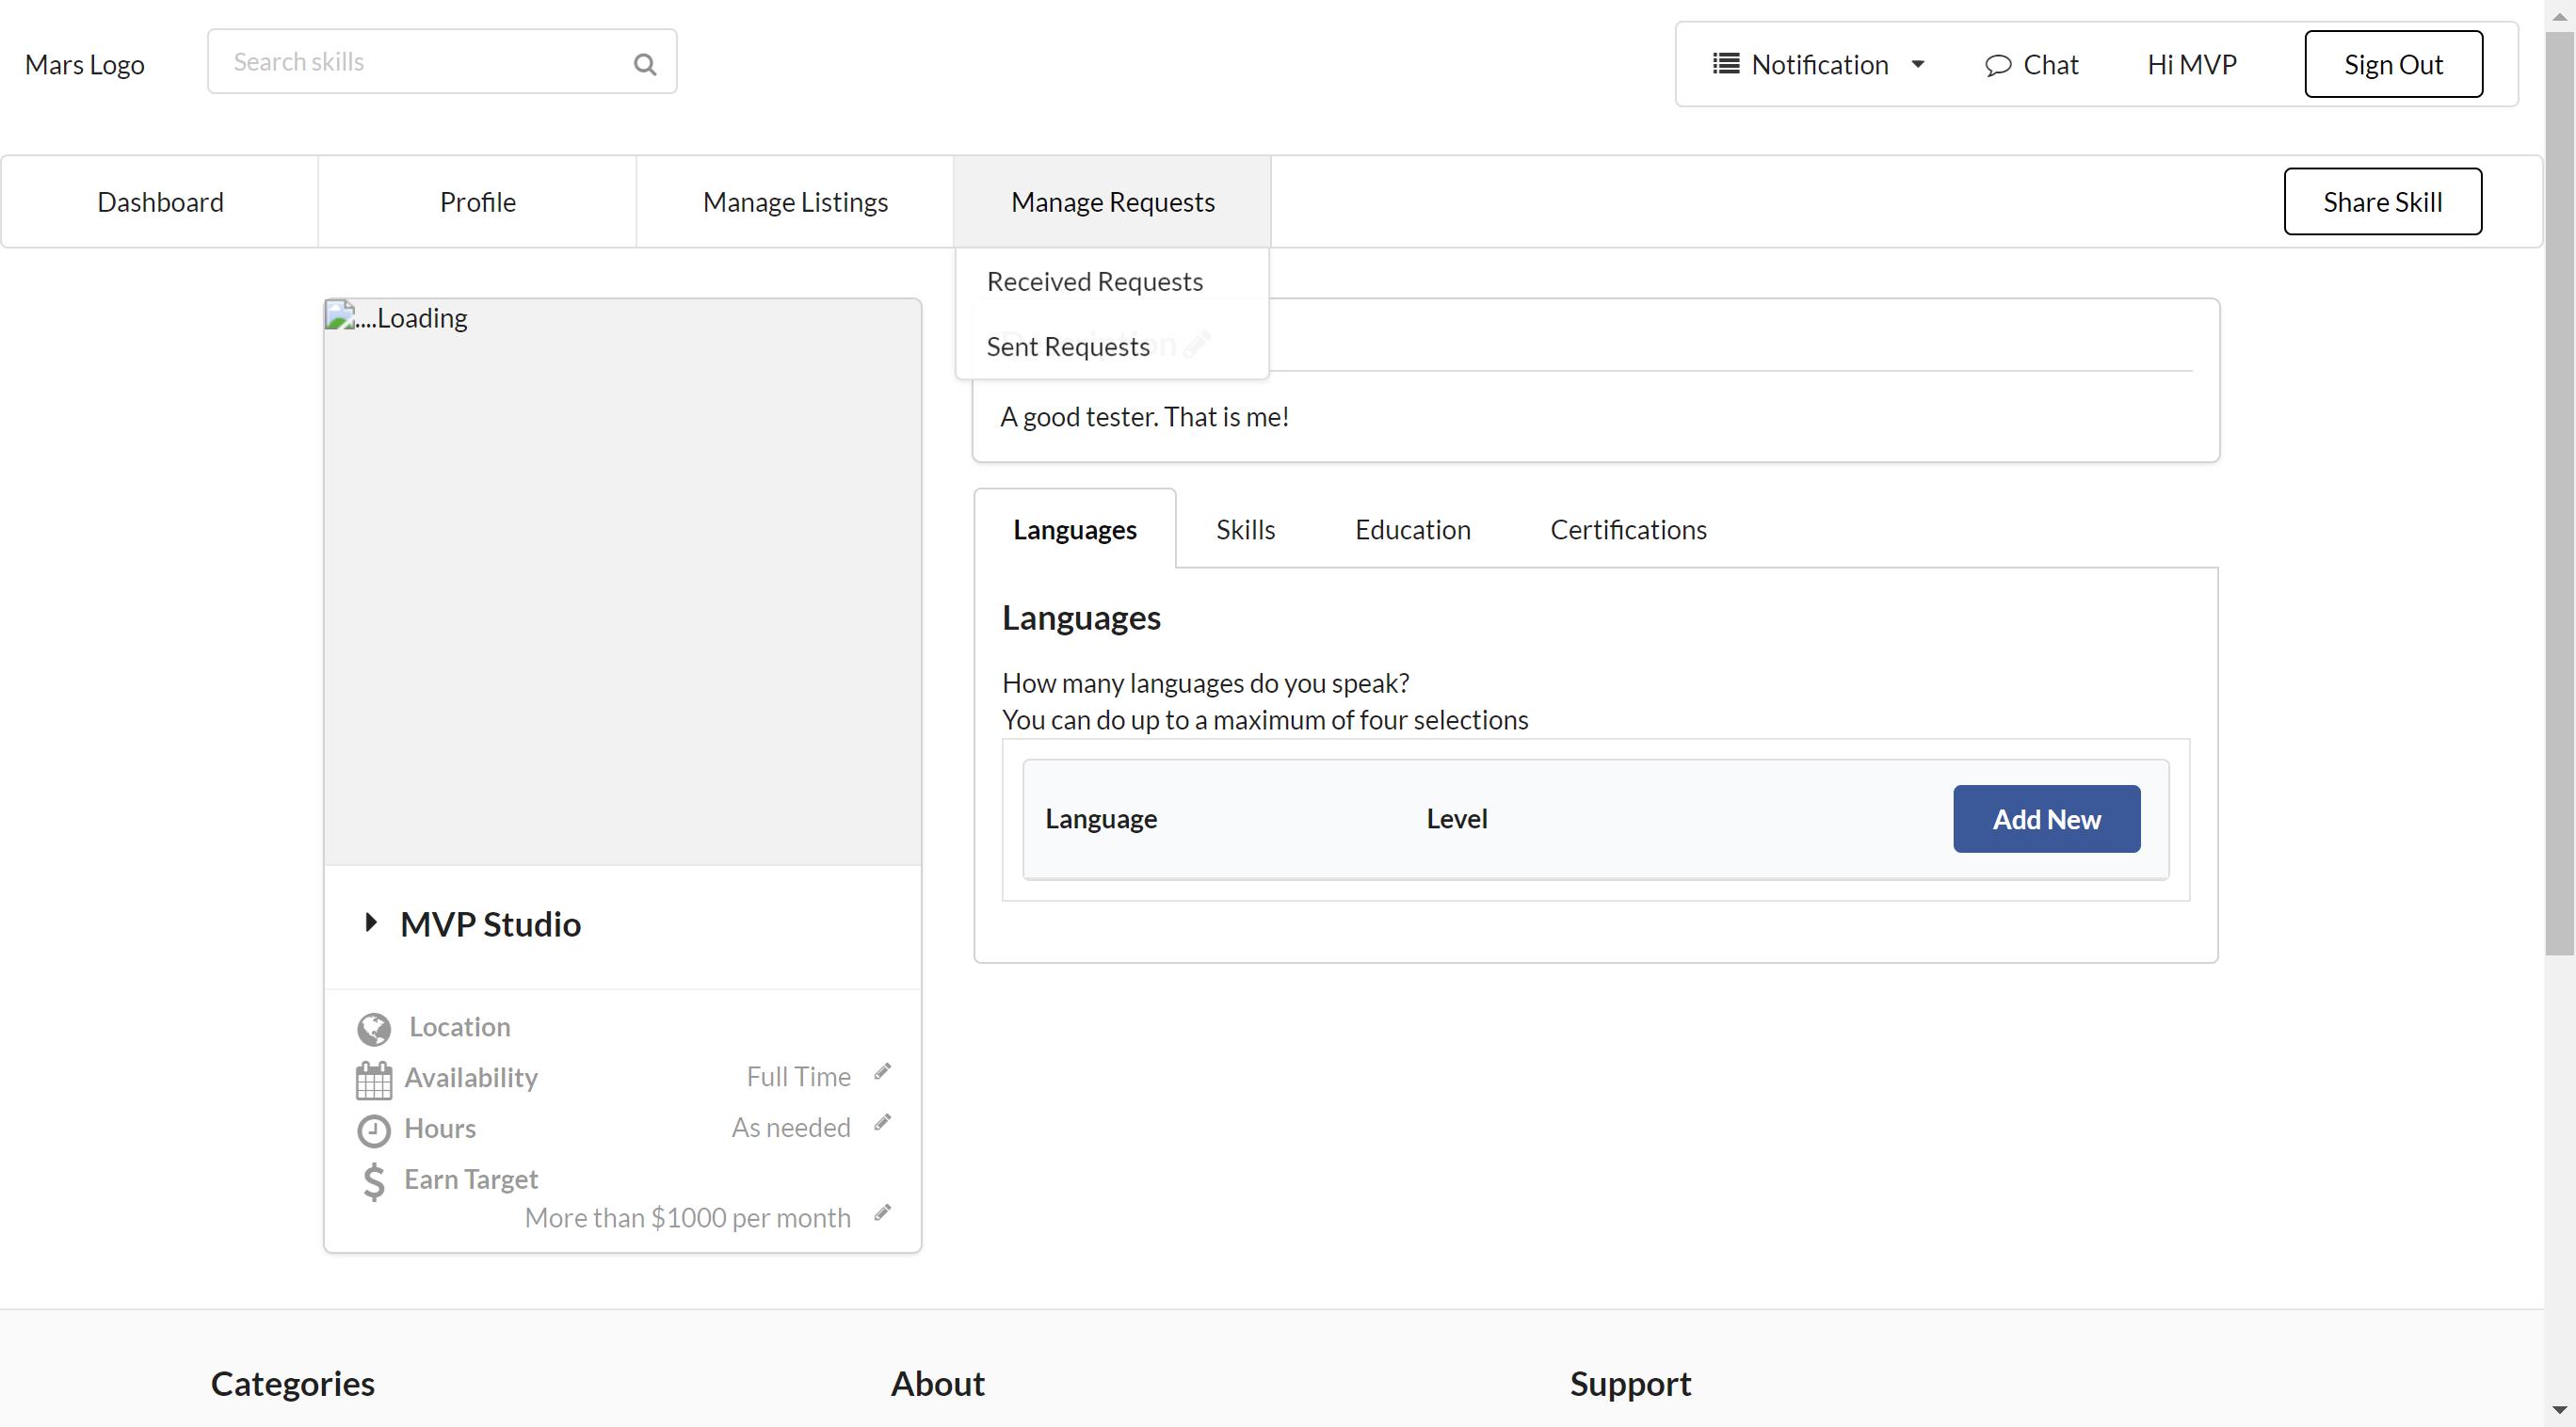 Mars Logo
Search skills
Notification
Chat
Hi MVP
Sign Out
Dashboard
Profile
Manage Listings
Manage Requests
Share Skill
Received Requests
Sent Requests
....Loading
A good tester. That is me!
Languages
Skills
Education
Certifications
Languages
How many languages do you speak?
You can do up to a maximum of four selections
Language
Level
Add New
MVP Studio
Location
Availability
Full Time
Hours
As needed
Earn Target
More than $1000 per month
Categories
About
Support